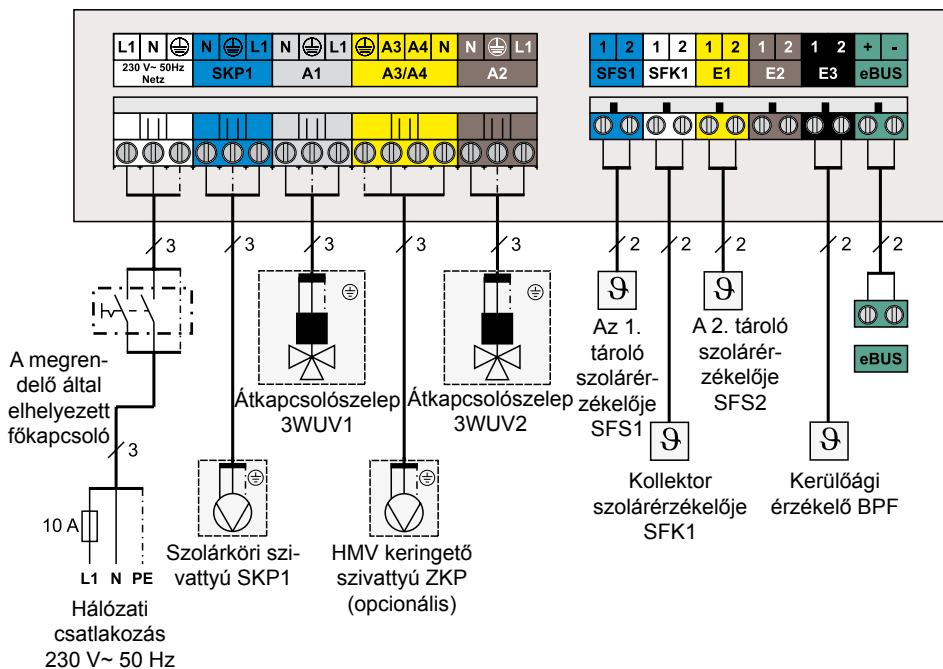 L1 N N L1 N L1 A3 A4 N N L1
230 V~ 50Hz
Netz
SKP1 A1 A3/A4 A2
1 2 1 2 1 2 1 2 1 2 + -
SFS1 SFK1 E1 E2 E3 eBUS
3 3 3 3 3 2 2 2 2 2
A megren-
delő által
elhelyezett
főkapcsoló
3
10 A
L1 N PE
Hálózati
csatlakozás
230 V~ 50 Hz
Szolárköri szi-
vattyú SKP1
Átkapcsolószelep
3WUV1
HMV keringető
szivattyú ZKP
(opcionális)
Átkapcsolószelep
3WUV2
ϑ
Az 1.
tároló
szolárér-
zékelője
SFS1
ϑ
Kollektor
szolárérzékelője
SFK1
ϑ
A 2. tároló
szolárér-
zékelője
SFS2
ϑ
Kerülőági
érzékelő BPF
eBUS